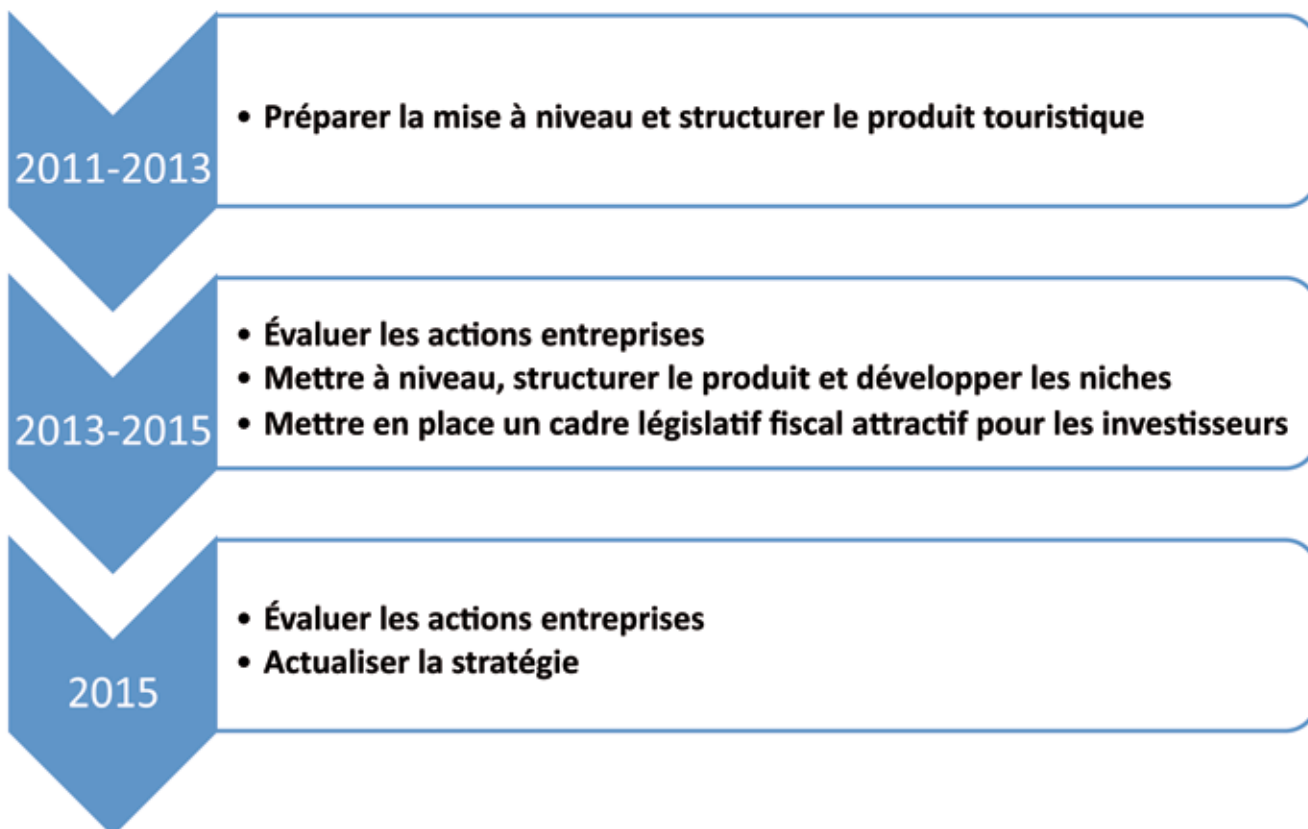 2011-2013
• Préparer la mise à niveau et structurer le produit touristique
2013-2015
• Évaluer les actions entreprises
• Mettre à niveau, structurer le produit et développer les niches
• Mettre en place un cadre législatif fiscal attractif pour les investisseurs
2015
• Évaluer les actions entreprises
• Actualiser la stratégie